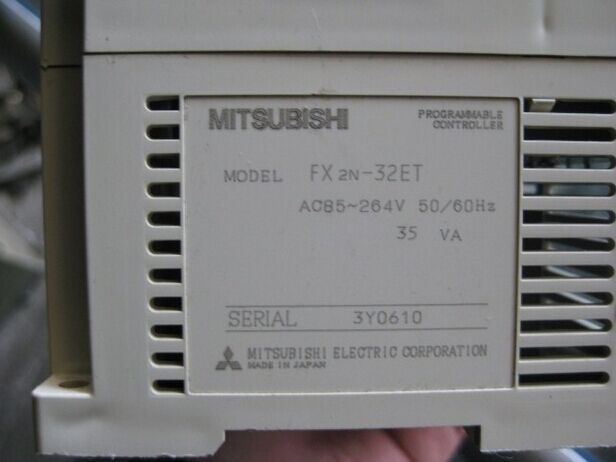 MITSUBISHI
PROGRAMMABLE
CONTROLLER
MODEL FX2N-32ET
AC85~264V 50/60Hz
35 VA
SERIAL 3Y0610
MITSUBISHI ELECTRIC CORPORATION
MADE IN JAPAN